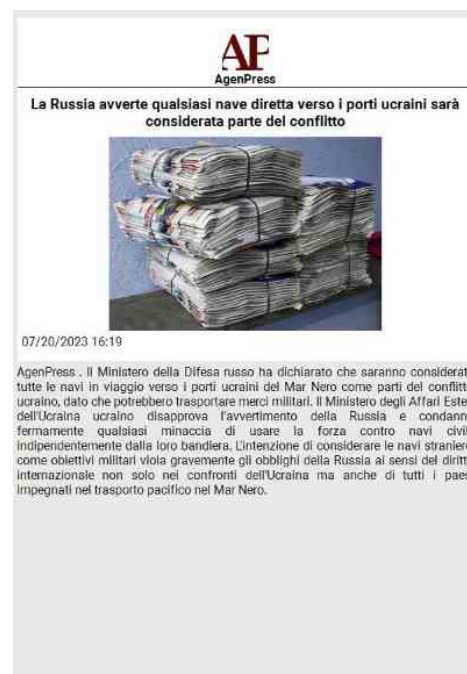 AP
AgenPress
La Russia avverte qualsiasi nave diretta verso i porti ucraini sarà
considerata parte del conflitto
07/20/2023 16:19
AgenPress . Il Ministero della Difesa russo ha dichiarato che saranno considerat
tutte le navi in viaggio verso i porti ucraini del Mar Nero come parti del conflitt
ucraino, dato che potrebbero trasportare merci militari. Il Ministero degli Affari Este
dell'Ucraina ucraino disapprova l'avvertimento della Russia e condann
fermamente qualsiasi minaccia di usare la forza contro navi civil
indipendentemente dalla loro bandiera. L'intenzione di considerare le navi stranier
come obiettivi militari viola gravemente gli obblighi della Russia ai sensi del diritt
internazionale non solo nei confronti dell'Ucraina ma anche di tutti i paes
impegnati nel trasporto pacifico nel Mar Nero.